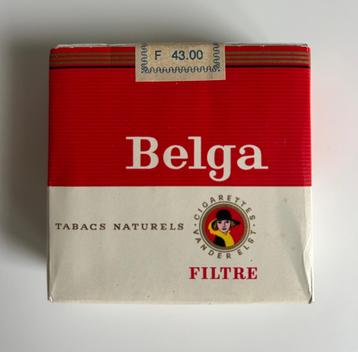 F 43.00
Belga
TABACS NATURELS
CIGARETTES
VANDER ELST
FILTRE